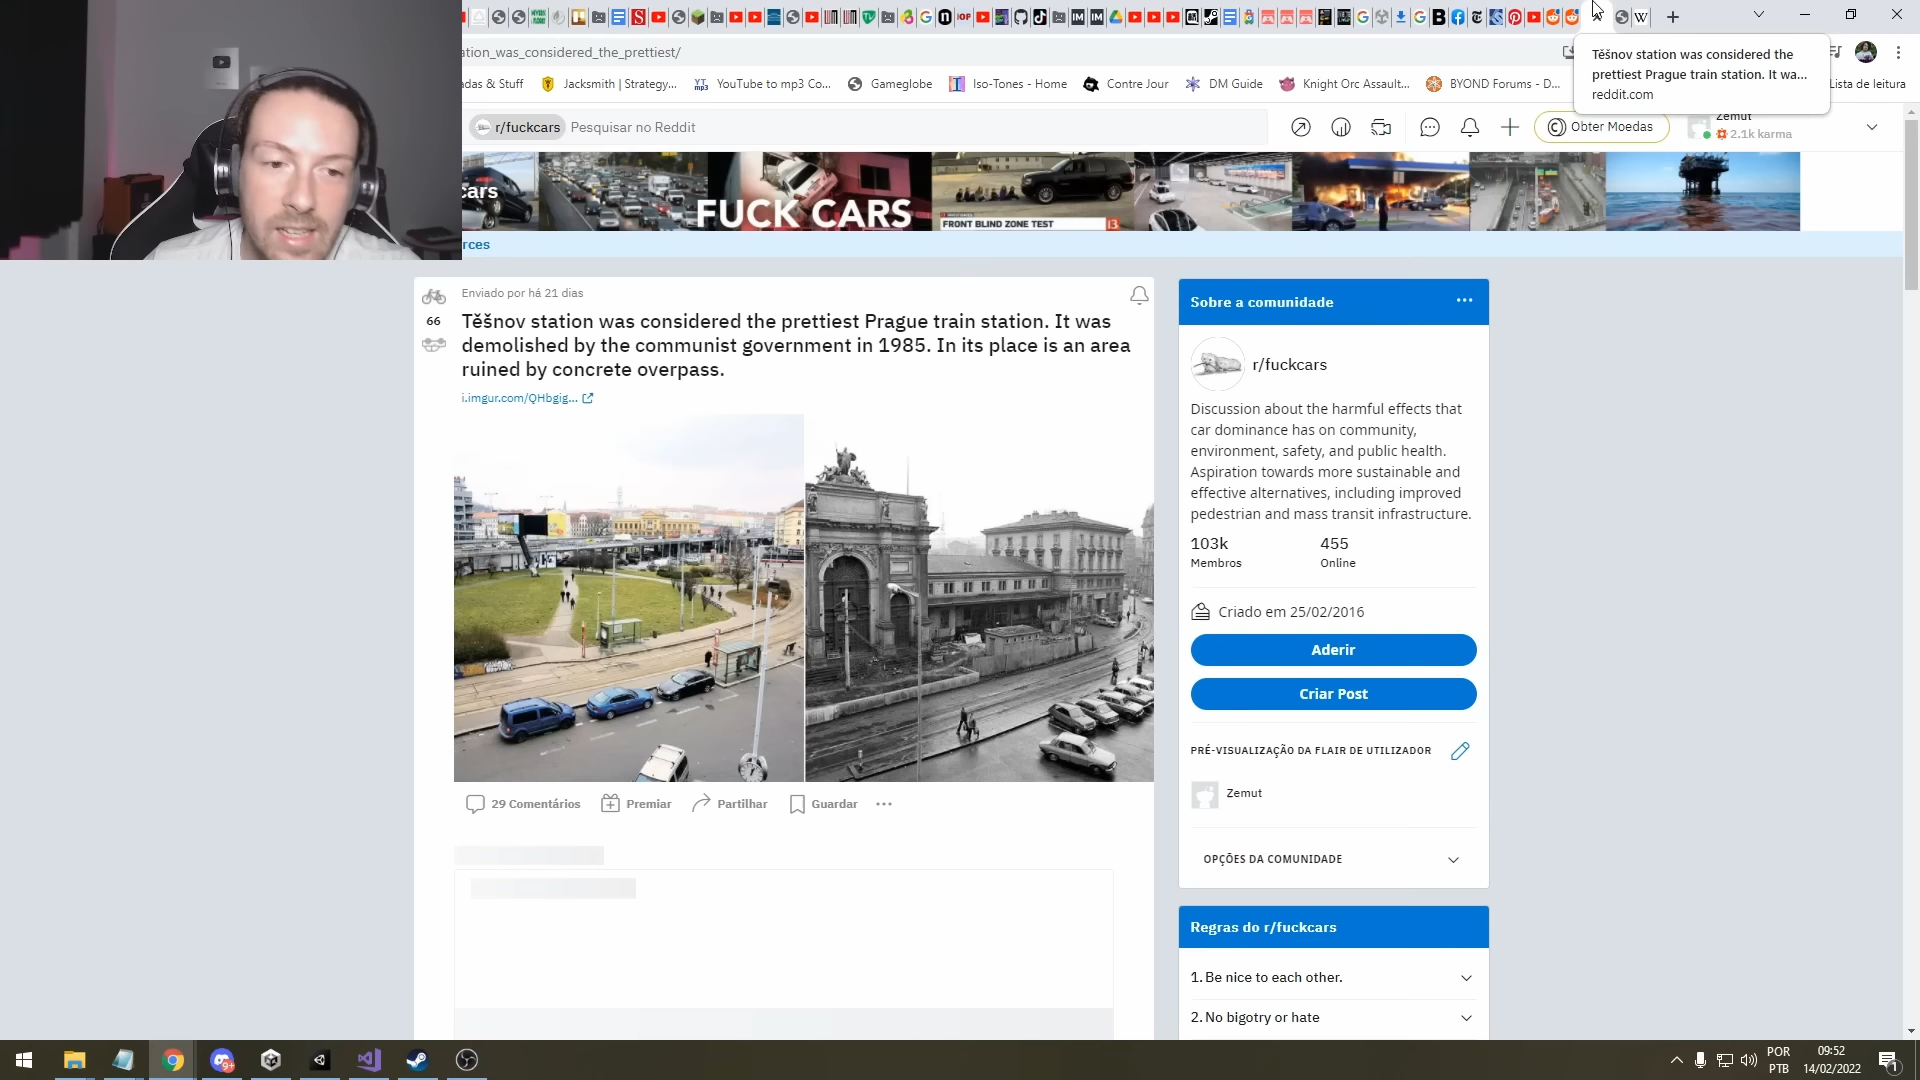 ation_was_considered_the_prettiest/
Těšnov station was considered the
prettiest Prague train station. It wa...
reddit.com
das & Stuff
Jacksmith | Strategy...
YouTube to mp3 Co...
Gameglobe
Iso-Tones - Home
Contre Jour
DM Guide
Knight Orc Assault...
BYOND Forums - D...
Lista de leitura
r/fuckcars
Pesquisar no Reddit
Obter Moedas
Zemut
2.1k karma
cars
FUCK CARS
FRONT BLIND ZONE TEST
13
rces
Enviado por há 21 dias
66
Těšnov station was considered the prettiest Prague train station. It was
demolished by the communist government in 1985. In its place is an area
ruined by concrete overpass.
i.imgur.com/QHbgig...
29 Comentários
Premiar
Partilhar
Guardar
Sobre a comunidade
r/fuckcars
Discussion about the harmful effects that
car dominance has on community,
environment, safety, and public health.
Aspiration towards more sustainable and
effective alternatives, including improved
pedestrian and mass transit infrastructure.
103k
455
Membros
Online
Criado em 25/02/2016
Aderir
Criar Post
PRÉ-VISUALIZAÇÃO DA FLAIR DE UTILIZADOR
Zemut
OPÇÕES DA COMUNIDADE
Regras do r/fuckcars
1. Be nice to each other.
2. No bigotry or hate
9+
POR
PTB
09:52
14/02/2022
1